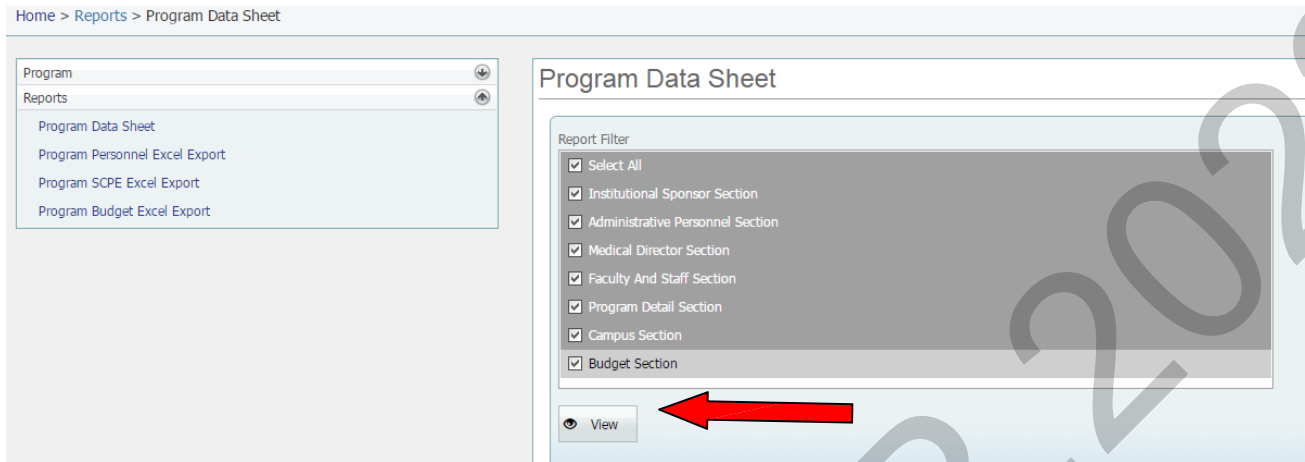 Home > Reports > Program Data Sheet
Program
Reports
Program Data Sheet
Program Personnel Excel Export
Program SCPE Excel Export
Program Budget Excel Export
Program Data Sheet
Report Filter
Select All
Institutional Sponsor Section
Administrative Personnel Section
Medical Director Section
Faculty And Staff Section
Program Detail Section
Campus Section
Budget Section
View